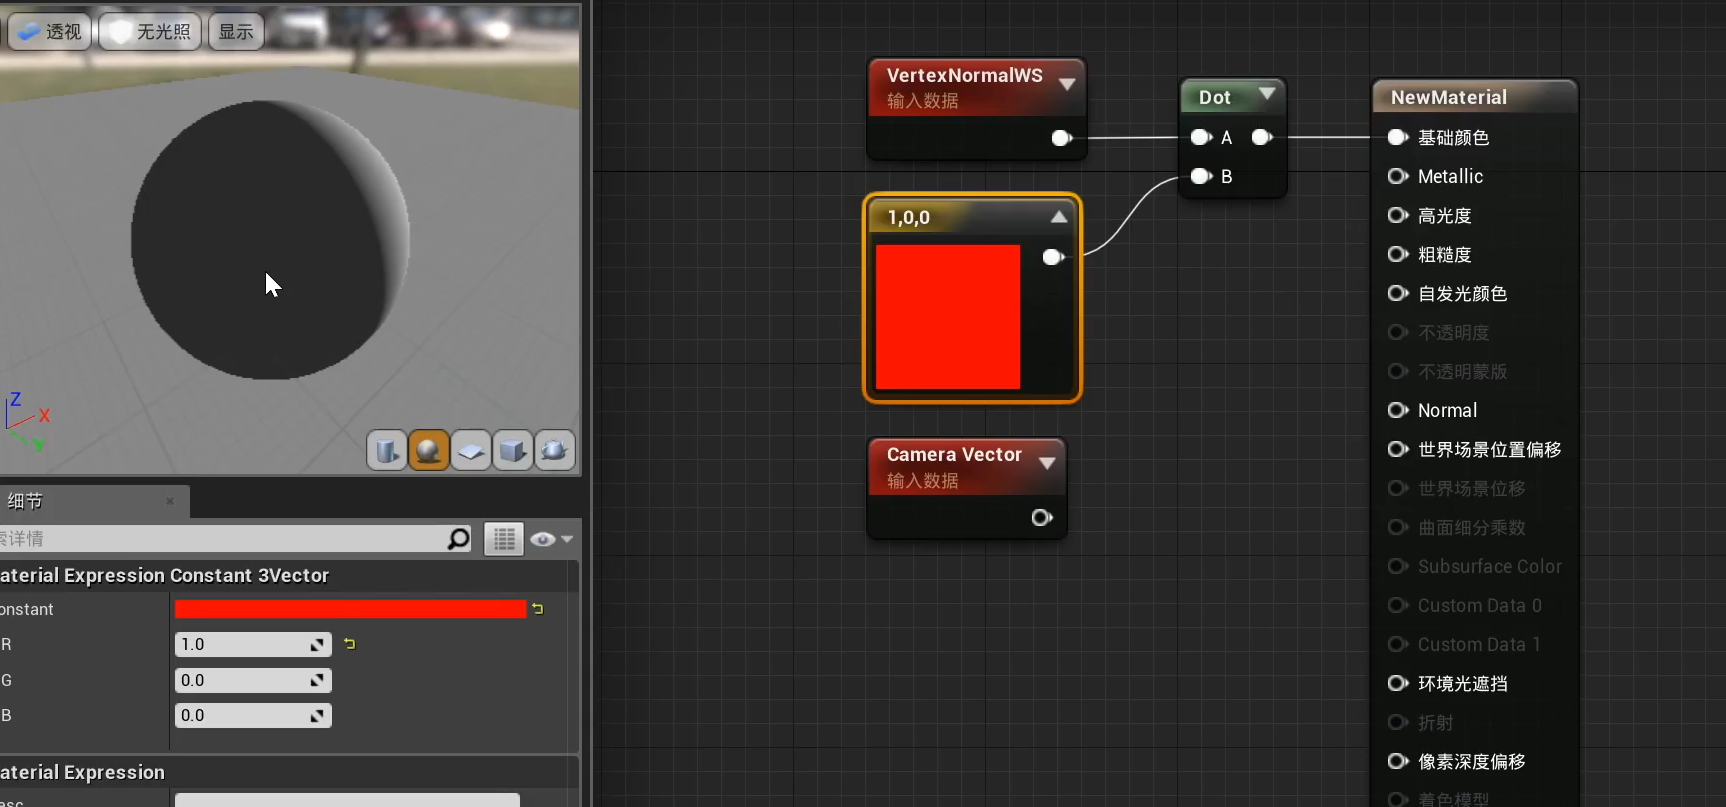 透视
无光照
显示
Z
X
Y
细节
索详情
aterial Expression Constant 3Vector
onstant
R
1.0
G
0.0
B
0.0
aterial Expression
esc
VertexNormalWS
输入数据
1,0,0
Camera Vector
输入数据
Dot
A
B
NewMaterial
基础颜色
Metallic
高光度
粗糙度
自发光颜色
不透明度
不透明蒙版
Normal
世界场景位置偏移
世界场景位移
曲面细分乘数
Subsurface Color
Custom Data 0
Custom Data 1
环境光遮挡
折射
像素深度偏移
着色模型